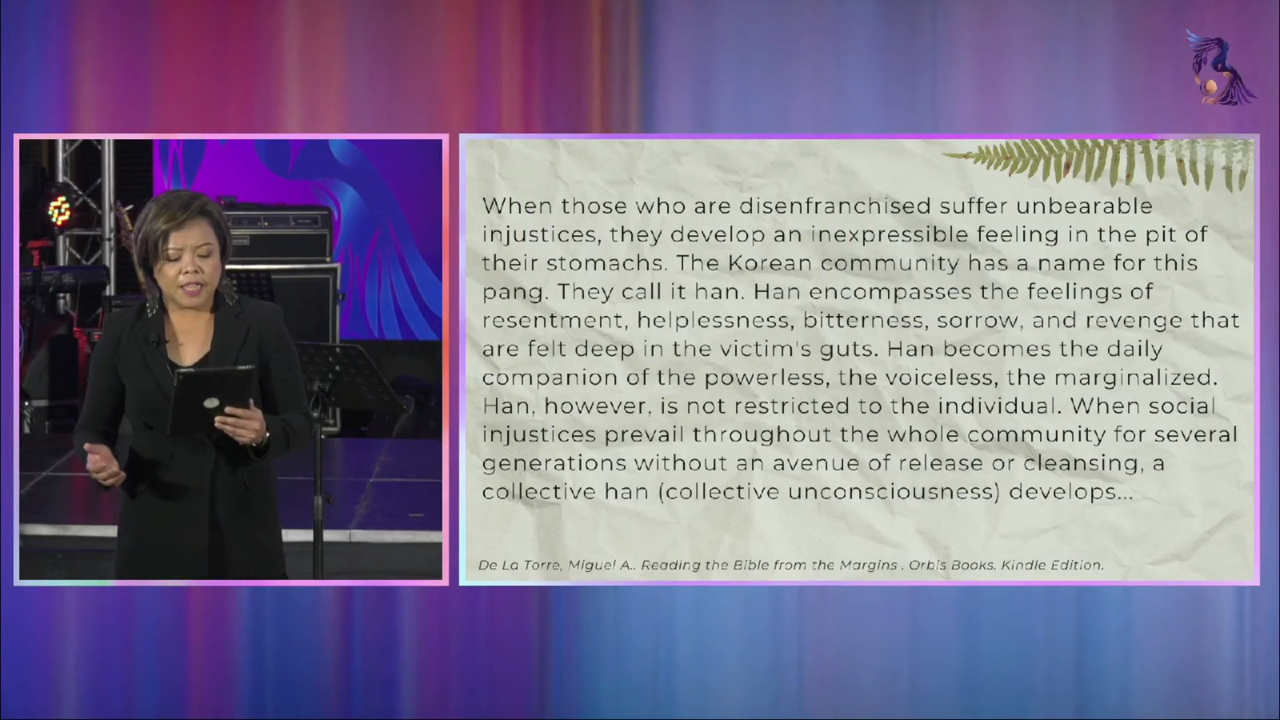 When those who are disenfranchised suffer unbearable
injustices, they develop an inexpressible feeling in the pit of
their stomachs. The Korean community has a name for this
pang. They call it han. Han encompasses the feelings of
resentment, helplessness, bitterness, sorrow, and revenge that
are felt deep in the victim's guts. Han becomes the daily
companion of the powerless, the voiceless, the marginalized.
Han, however, is not restricted to the individual. When social
injustices prevail throughout the whole community for several
generations without an avenue of release or cleansing, a
collective han (collective unconsciousness) develops...
De La Torre, Miguel A.. Reading the Bible from the Margins . Orbis Books. Kindle Edition.